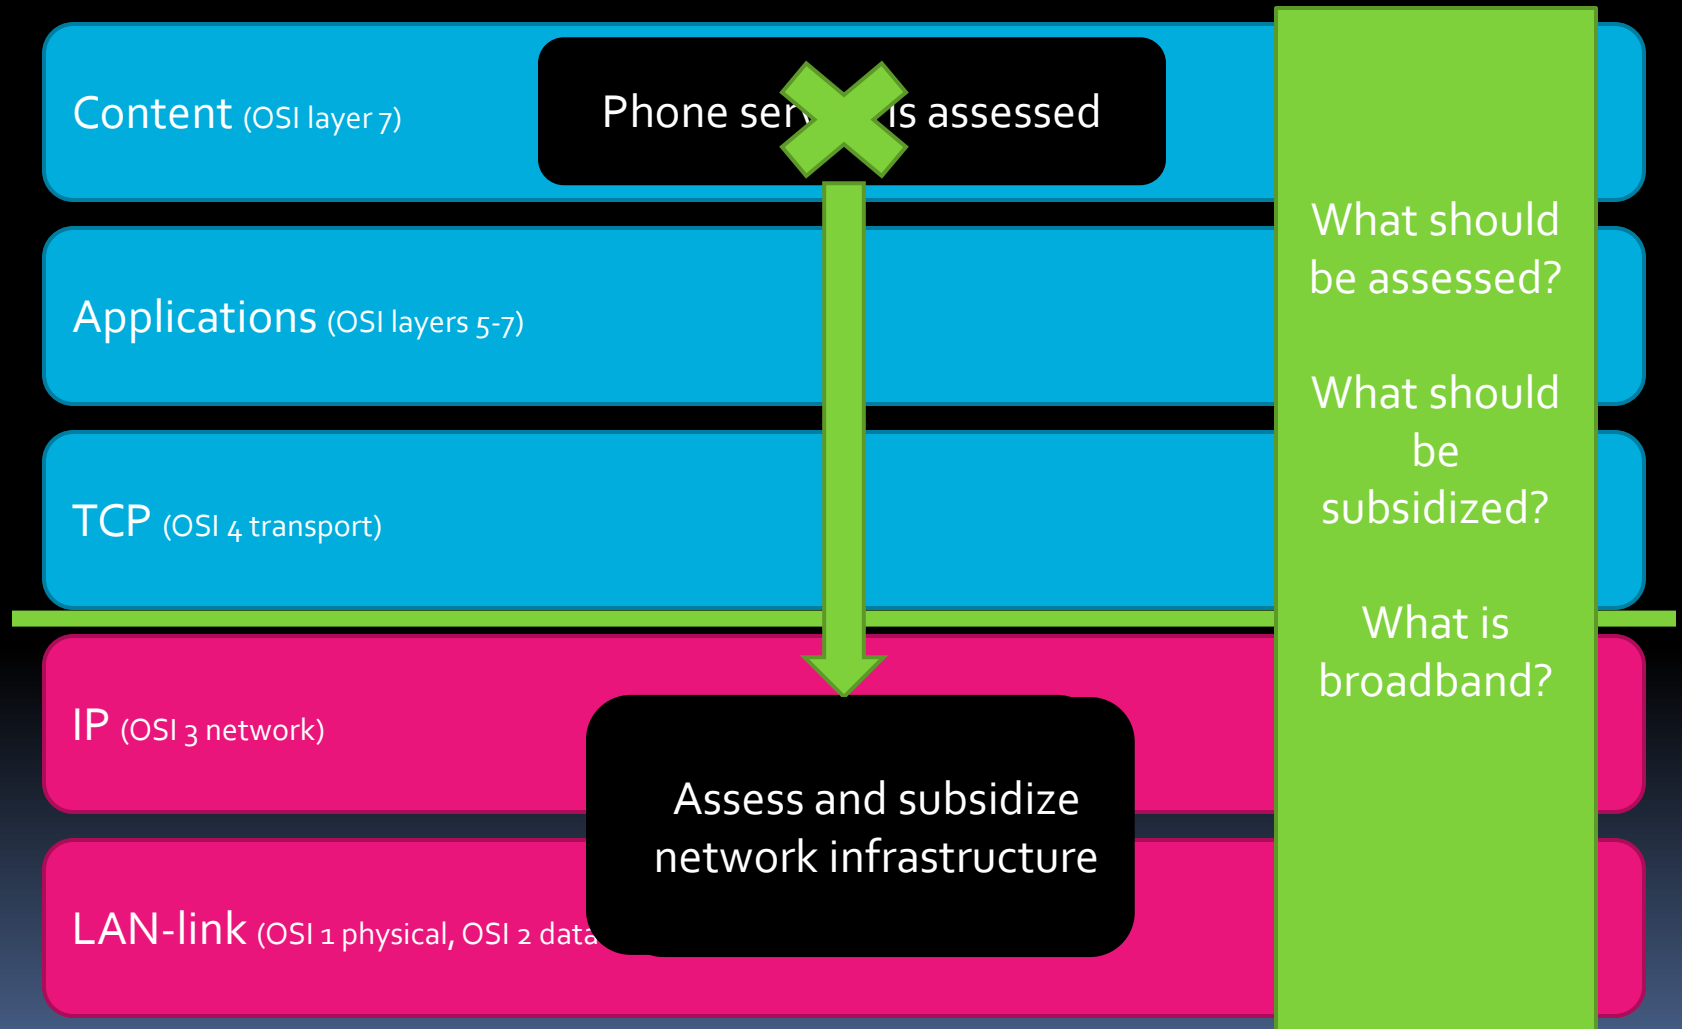 Content (OSI layer 7)
Phone is assessed
Applications (OSI layers 5-7)
TCP (OSI 4 transport)
IP (OSI 3 network)
Assess and subsidize
network infrastructure
LAN-link (OSI 1 physical, OSI 2 data
What should
be assessed?
What should
be
subsidized?
What is
broadband?